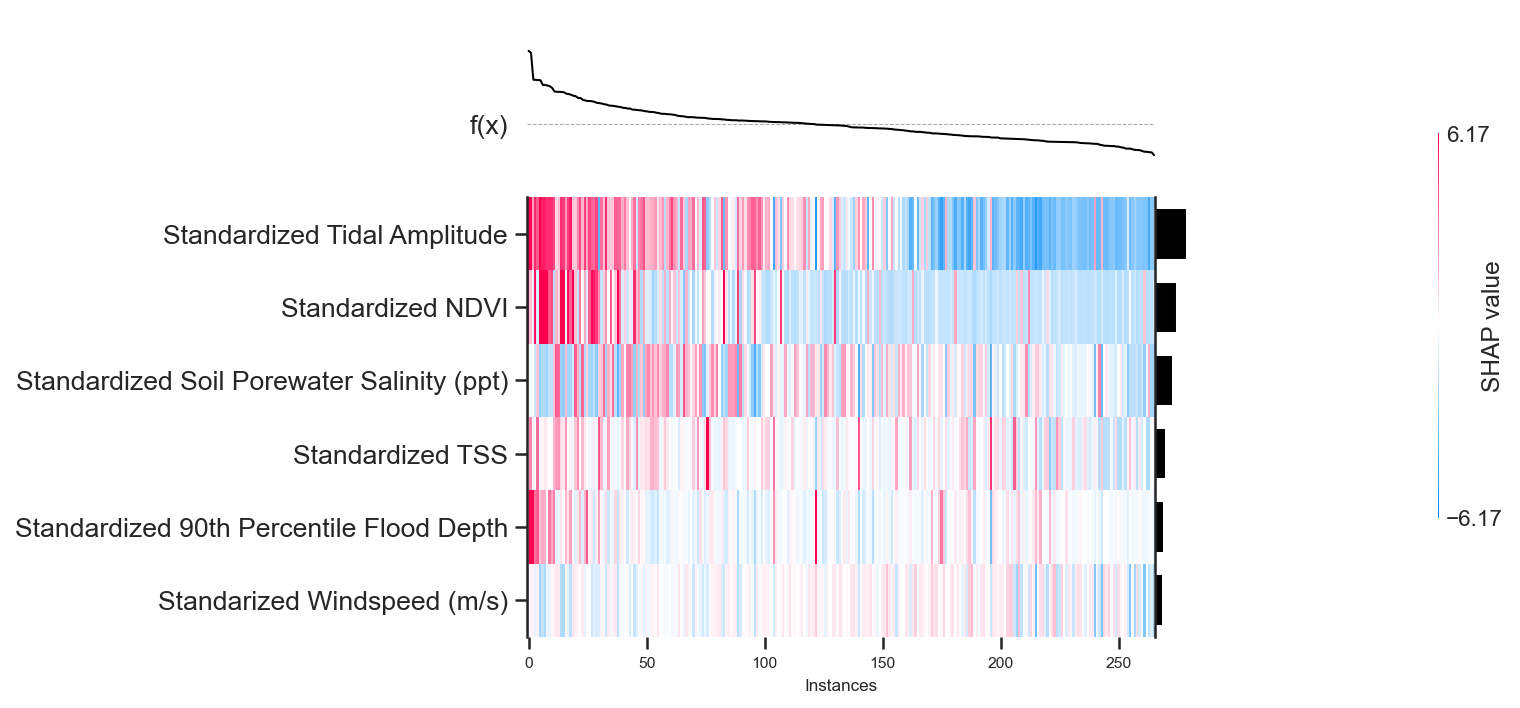 f(x)
Standardized Tidal Amplitude
Standardized NDVI
Standardized Soil Porewater Salinity (ppt)
Standardized TSS
Standardized 90th Percentile Flood Depth
Standarized Windspeed (m/s)
0 50 100 150 200 250
Instances
6.17
SHAP value
−6.17